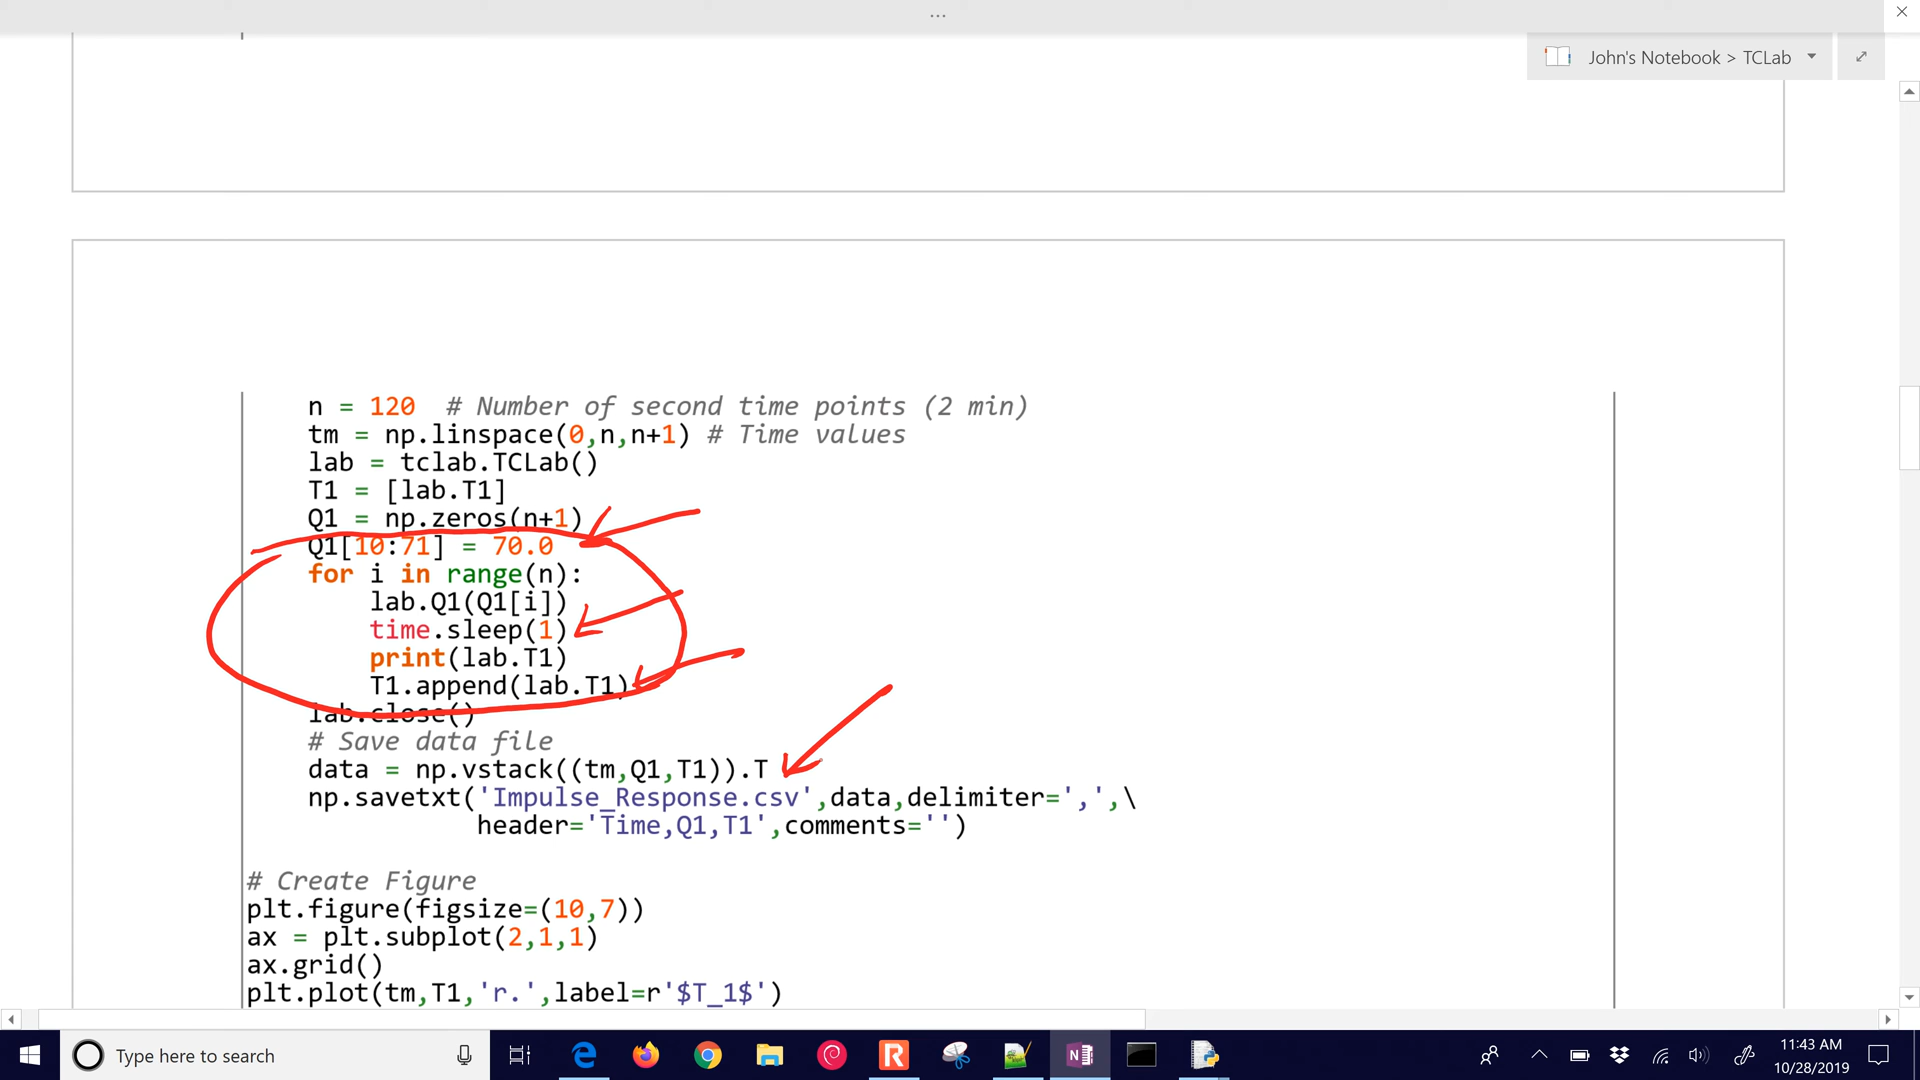 ...
John's Notebook > TCLab
n = 120  # Number of second time points (2 min)
tm = np.linspace(0,n,n+1) # Time values
lab = tclab.TCLab()
T1 = [lab.T1]
Q1 = np.zeros(n+1)
Q1[10:71] = 70.0
for i in range(n):
    lab.Q1(Q1[i])
    time.sleep(1)
    print(lab.T1)
    T1.append(lab.T1)
lab.close()
# Save data file
data = np.vstack((tm,Q1,T1)).T
np.savetxt('Impulse_Response.csv',data,delimiter=',',\
           header='Time,Q1,T1',comments='')
# Create Figure
plt.figure(figsize=(10,7))
ax = plt.subplot(2,1,1)
ax.grid()
plt.plot(tm,T1,'r.',label=r'$T_1$')
Type here to search
11:43 AM
10/28/2019